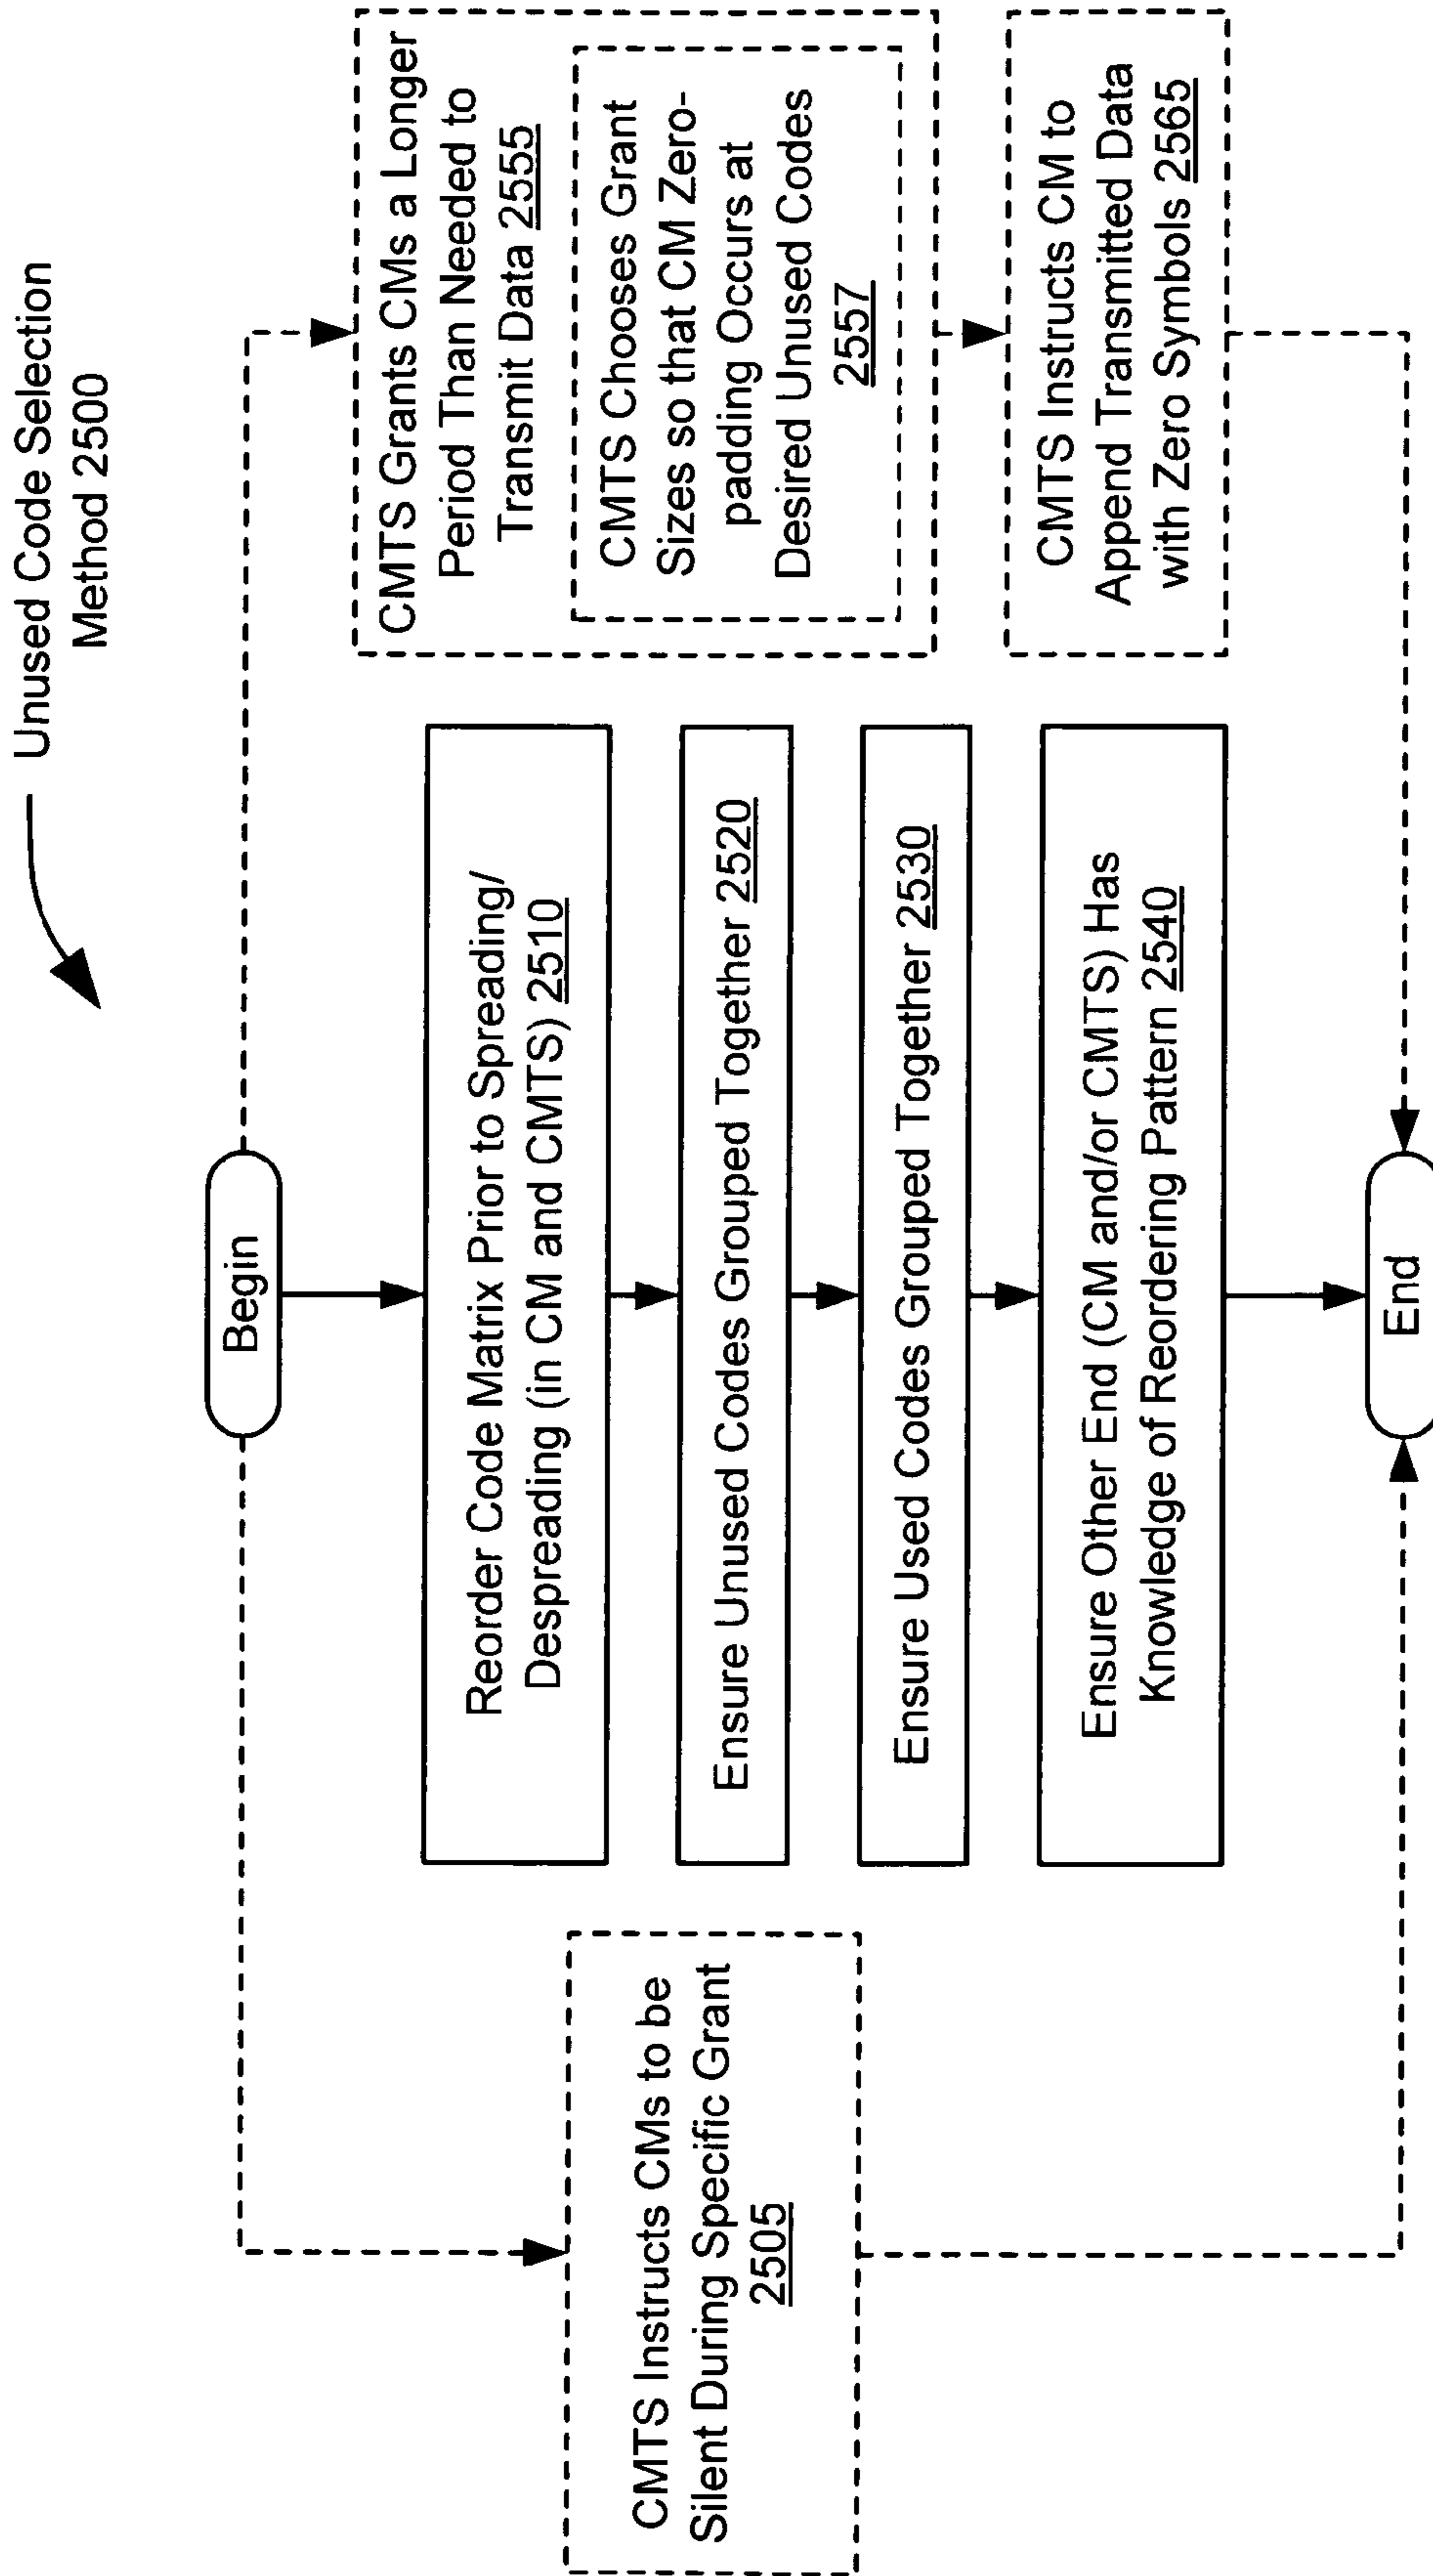 Unused Code Selection
Method 2500
Begin
CMTS Instructs CMs to be
Silent During Specific Grant
2505
Reorder Code Matrix Prior to Spreading/
Despreading (in CM and CMTS) 2510
Ensure Unused Codes Grouped Together 2520
Ensure Used Codes Grouped Together 2530
Ensure Other End (CM and/or CMTS) Has
Knowledge of Reordering Pattern 2540
CMTS Grants CMs a Longer
Period Than Needed to
Transmit Data 2555
CMTS Chooses Grant
Sizes so that CM Zero-
padding Occurs at
Desired Unused Codes
2557
CMTS Instructs CM to
Append Transmitted Data
with Zero Symbols 2565
End